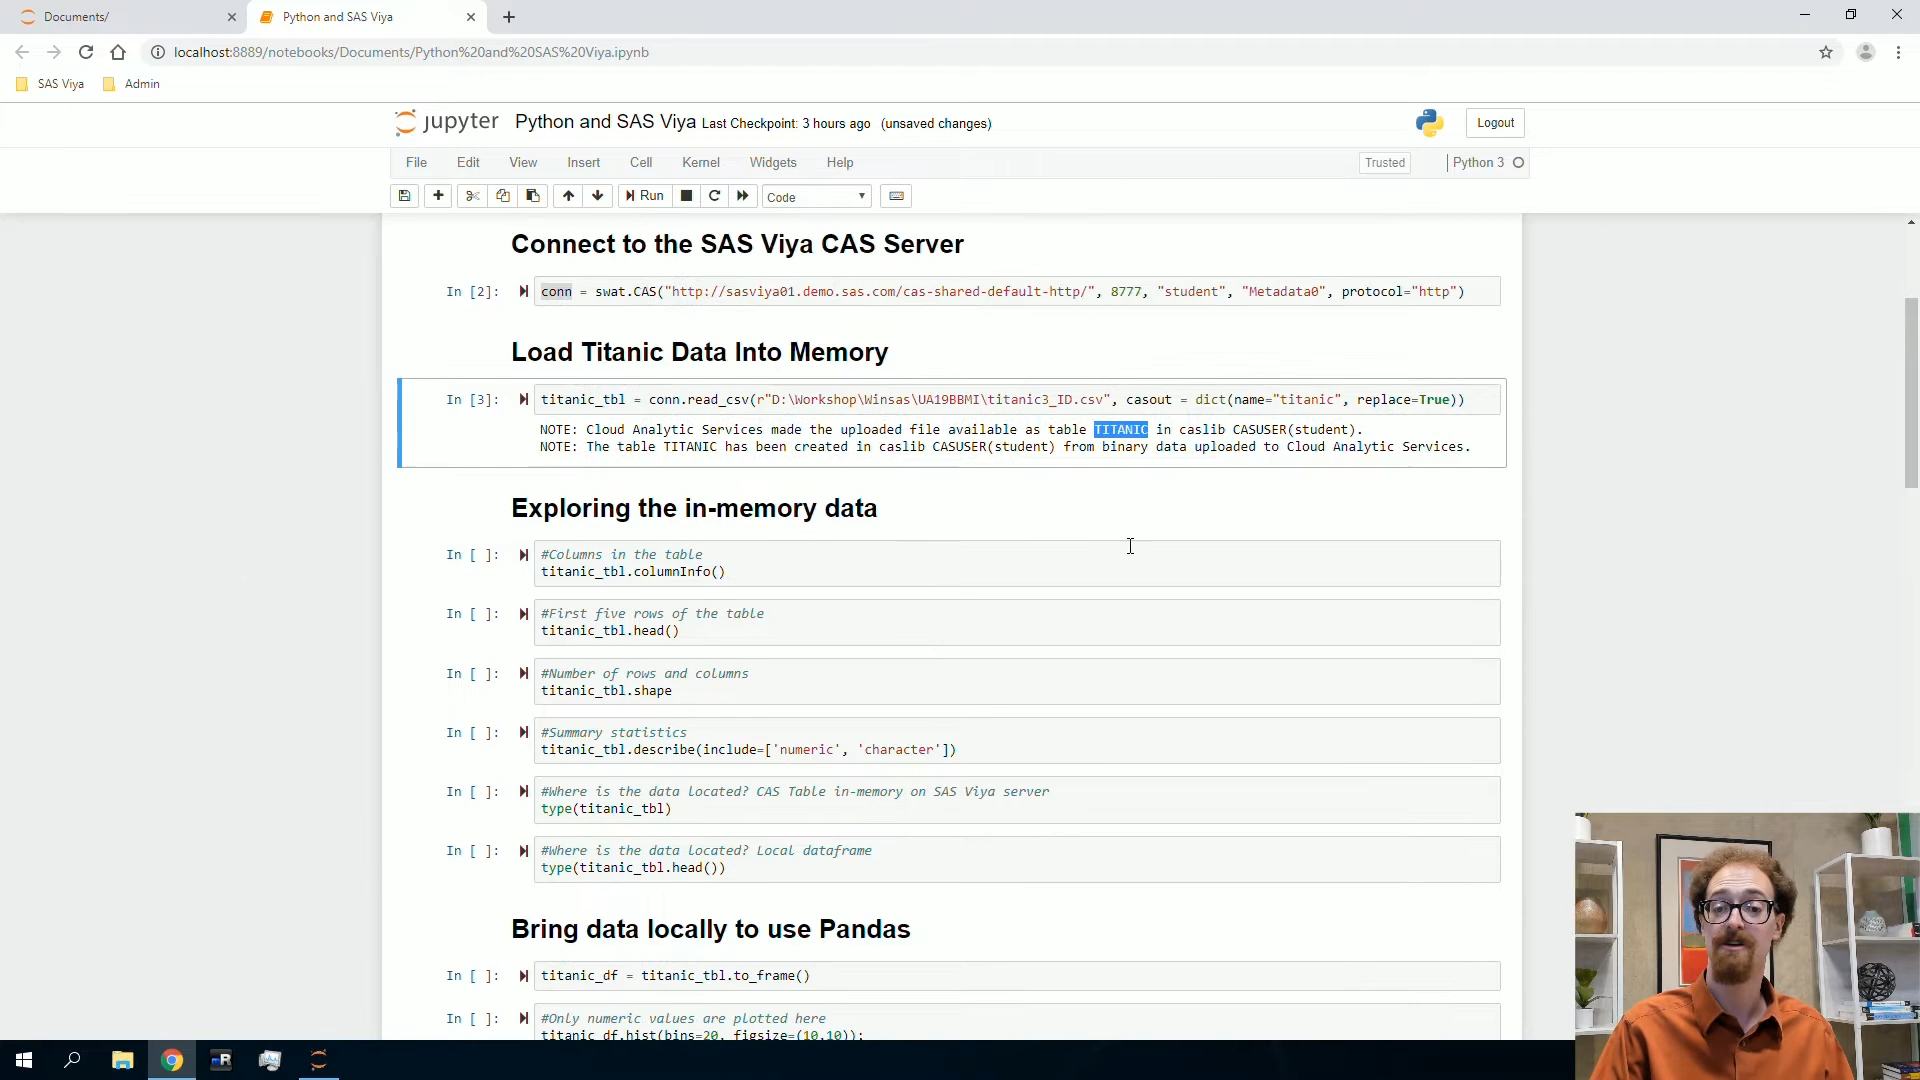 Documents/
Python and SAS Viya
localhost:8889/notebooks/Documents/Python%20and%20SAS%20Viya.ipynb
SAS Viya
Admin
jupyter
Python and SAS Viya Last Checkpoint: 3 hours ago (unsaved changes)
Logout
File Edit View Insert Cell Kernel Widgets Help
Trusted
Python 3
Run
Code
Connect to the SAS Viya CAS Server
In [2]: conn = swat.CAS("http://sasviya01.demo.sas.com/cas-shared-default-http/", 8777, "student", "Metadata0", protocol="http")
Load Titanic Data Into Memory
In [3]: titanic_tbl = conn.read_csv(r"D:\Workshop\Winsas\UA19BBMI\titanic3_ID.csv", casout = dict(name="titanic", replace=True))
NOTE: Cloud Analytic Services made the uploaded file available as table TITANIC in caslib CASUSER(student).
NOTE: The table TITANIC has been created in caslib CASUSER(student) from binary data uploaded to Cloud Analytic Services.
Exploring the in-memory data
In [ ]: #Columns in the table
titanic_tbl.columnInfo()
In [ ]: #First five rows of the table
titanic_tbl.head()
In [ ]: #Number of rows and columns
titanic_tbl.shape
In [ ]: #Summary statistics
titanic_tbl.describe(include=['numeric', 'character'])
In [ ]: #Where is the data located? CAS Table in-memory on SAS Viya server
type(titanic_tbl)
In [ ]: #Where is the data located? Local dataframe
type(titanic_tbl.head())
Bring data locally to use Pandas
In [ ]: titanic_df = titanic_tbl.to_frame()
In [ ]: #Only numeric values are plotted here
titanic_df.hist(bins=20, figsize=(10,10));